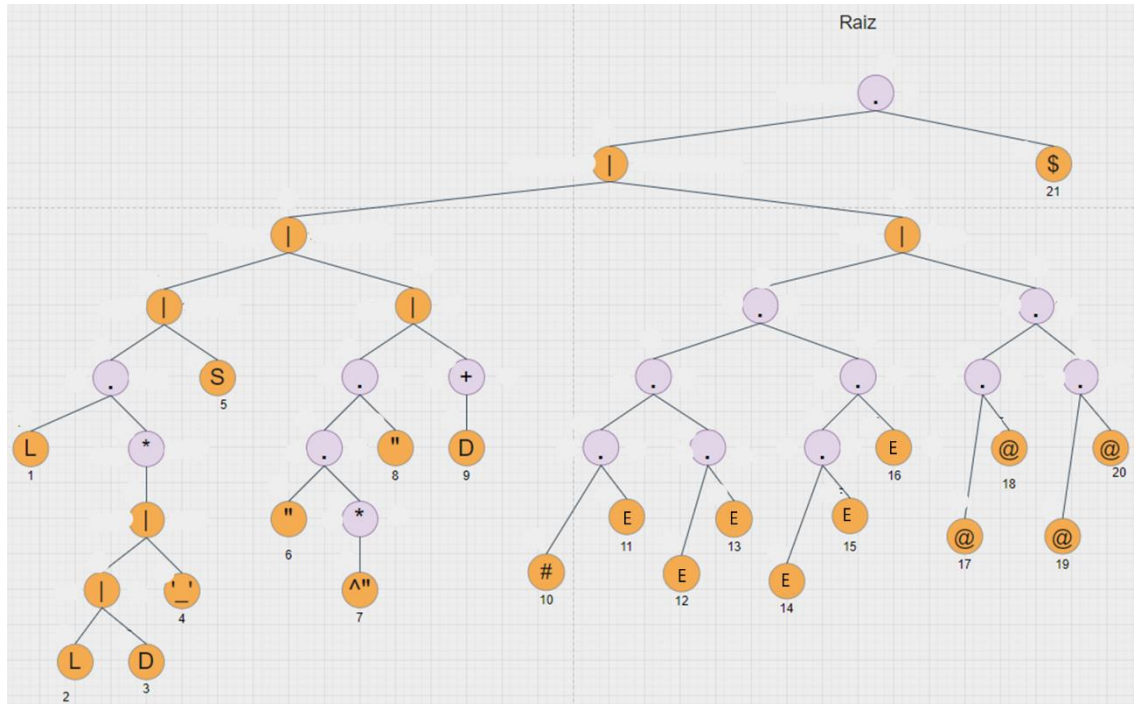 Raiz
.
| $
21
| |
| | . .
. S . + . . . .
5
L * " D . . . E @ @
1 8 9 16 18 20
| " * E E E @ @
6 11 13 15 17 19
| '_' ^" # E E
4 7 10 12 14
L D
2 3